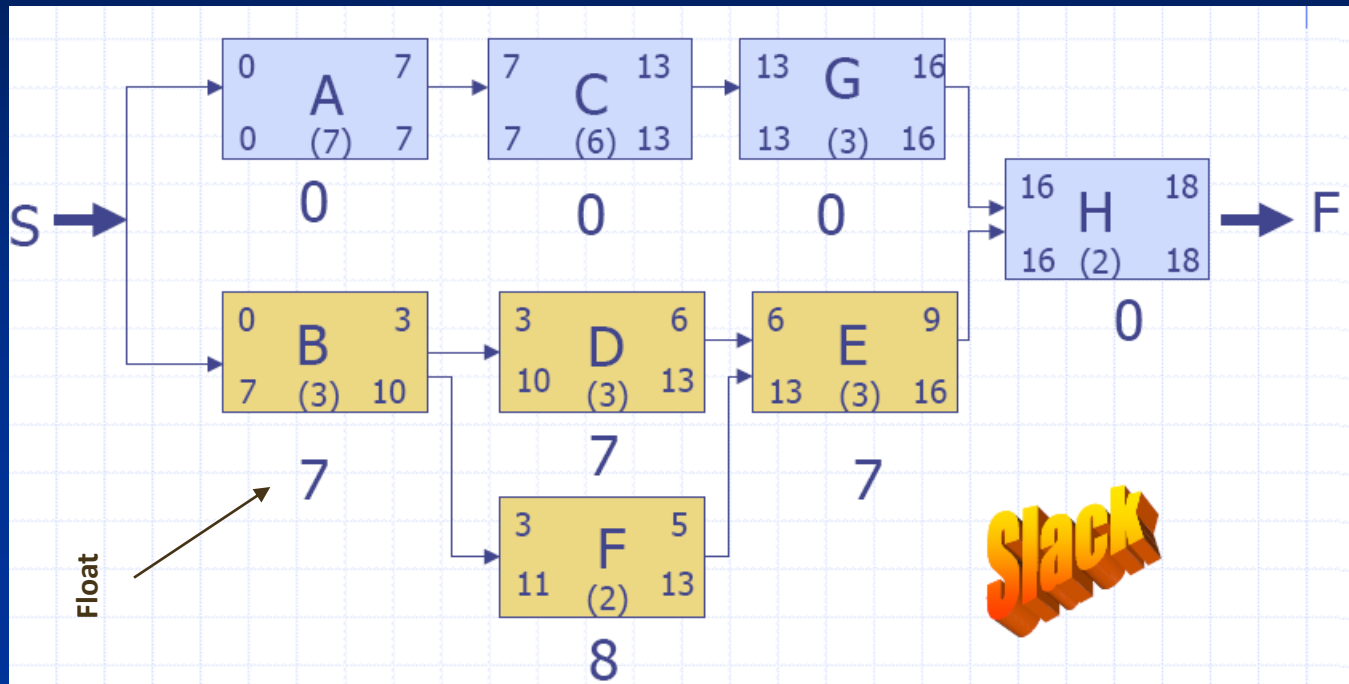 0 7
A
0 (7) 7
0
7 13
C
7 (6) 13
0
13 16
G
13 (3) 16
0
S
16 18
H
16 (2) 18
0
F
0 3
B
7 (3) 10
7
3 6
D
10 (3) 13
7
6 9
E
13 (3) 16
7
3 5
F
11 (2) 13
8
Float
Slack